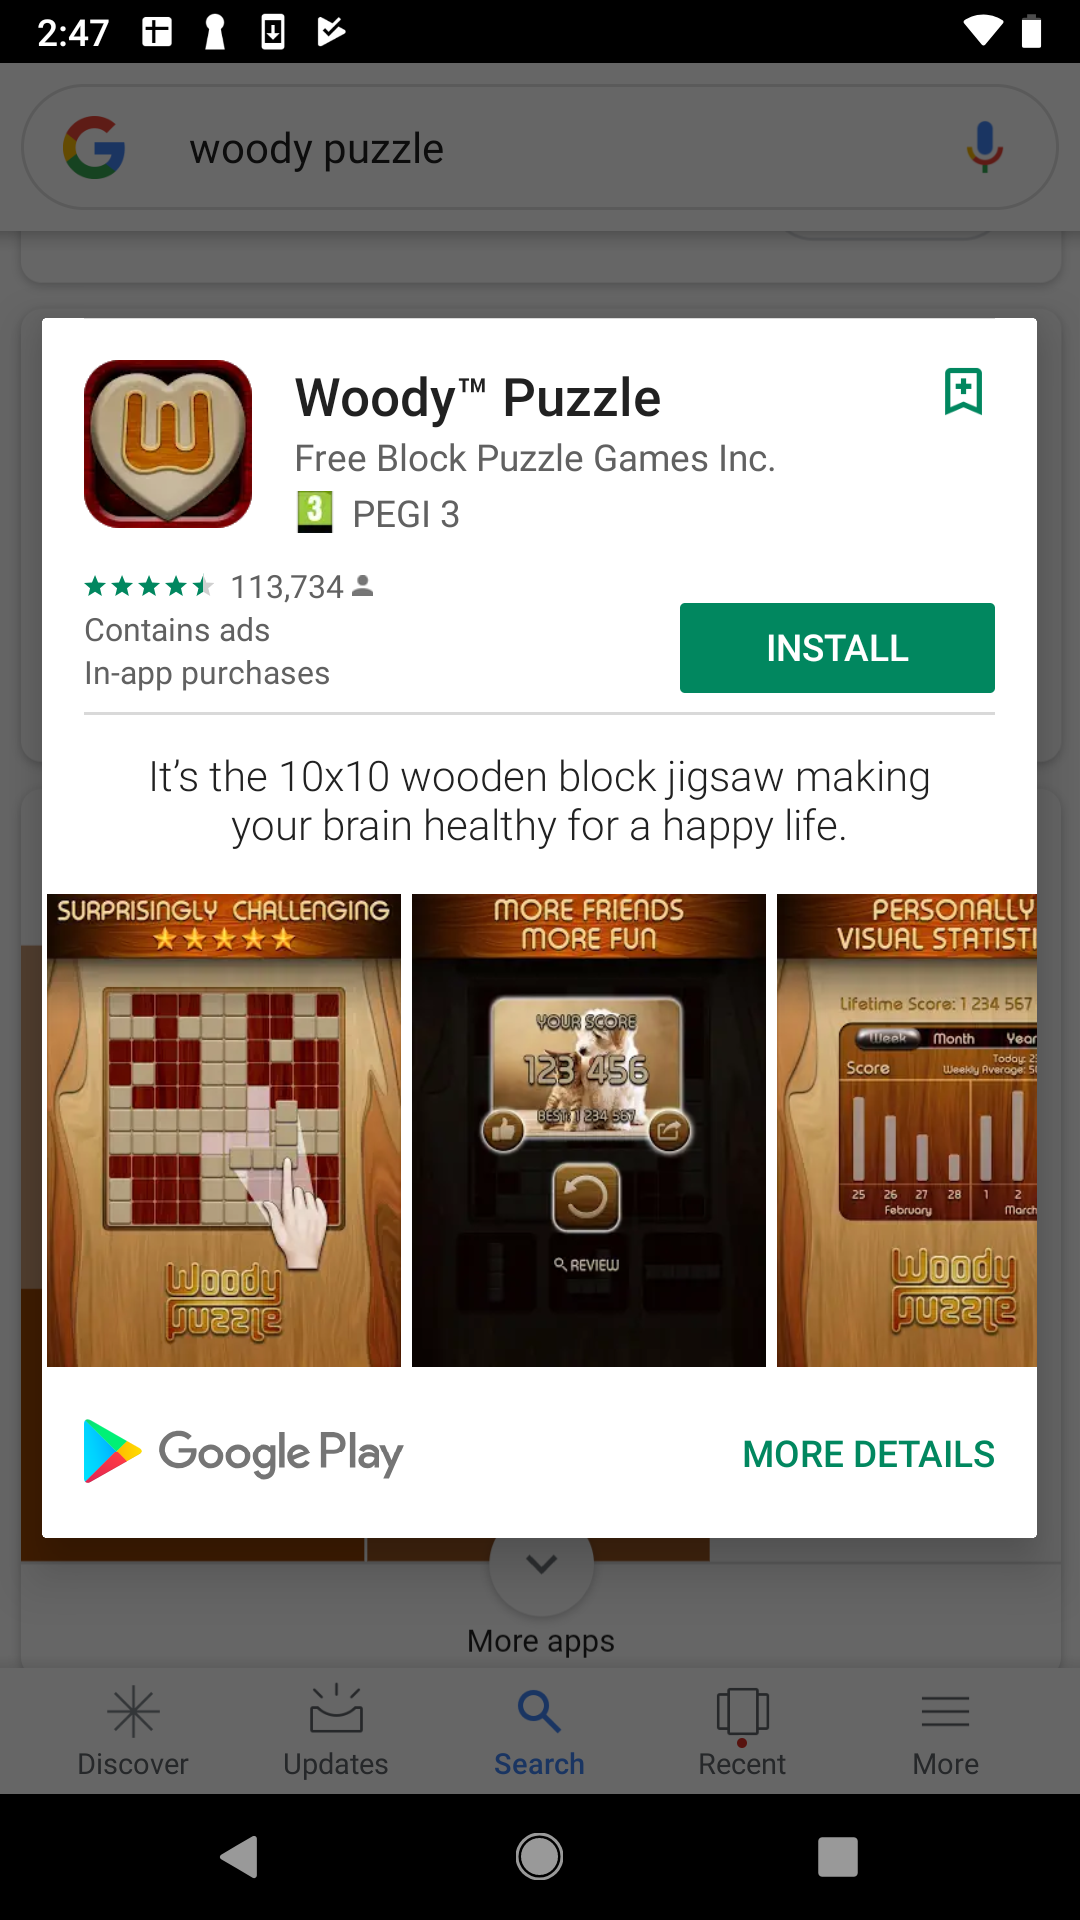 2:47
woody puzzle
Woody™ Puzzle
Free Block Puzzle Games Inc.
3 PEGI 3
113,734
Contains ads
In-app purchases
INSTALL
It's the 10x10 wooden block jigsaw making
your brain healthy for a happy life.
SURPRISINGLY CHALLENGING
Woody
puzzle
MORE FRIENDS
MORE FUN
YOUR SCORE
123 456
BEST: 1 234 567
REVIEW
PERSONALLY
VISUAL STATISTI
Lifetime Score: 1 234 567
Week Month Year
Today: 2
Score
Weekly Average: 5
25 26 27 28 1 2
February March
Woody
puzzle
Google Play
MORE DETAILS
More apps
Discover Updates Search Recent More